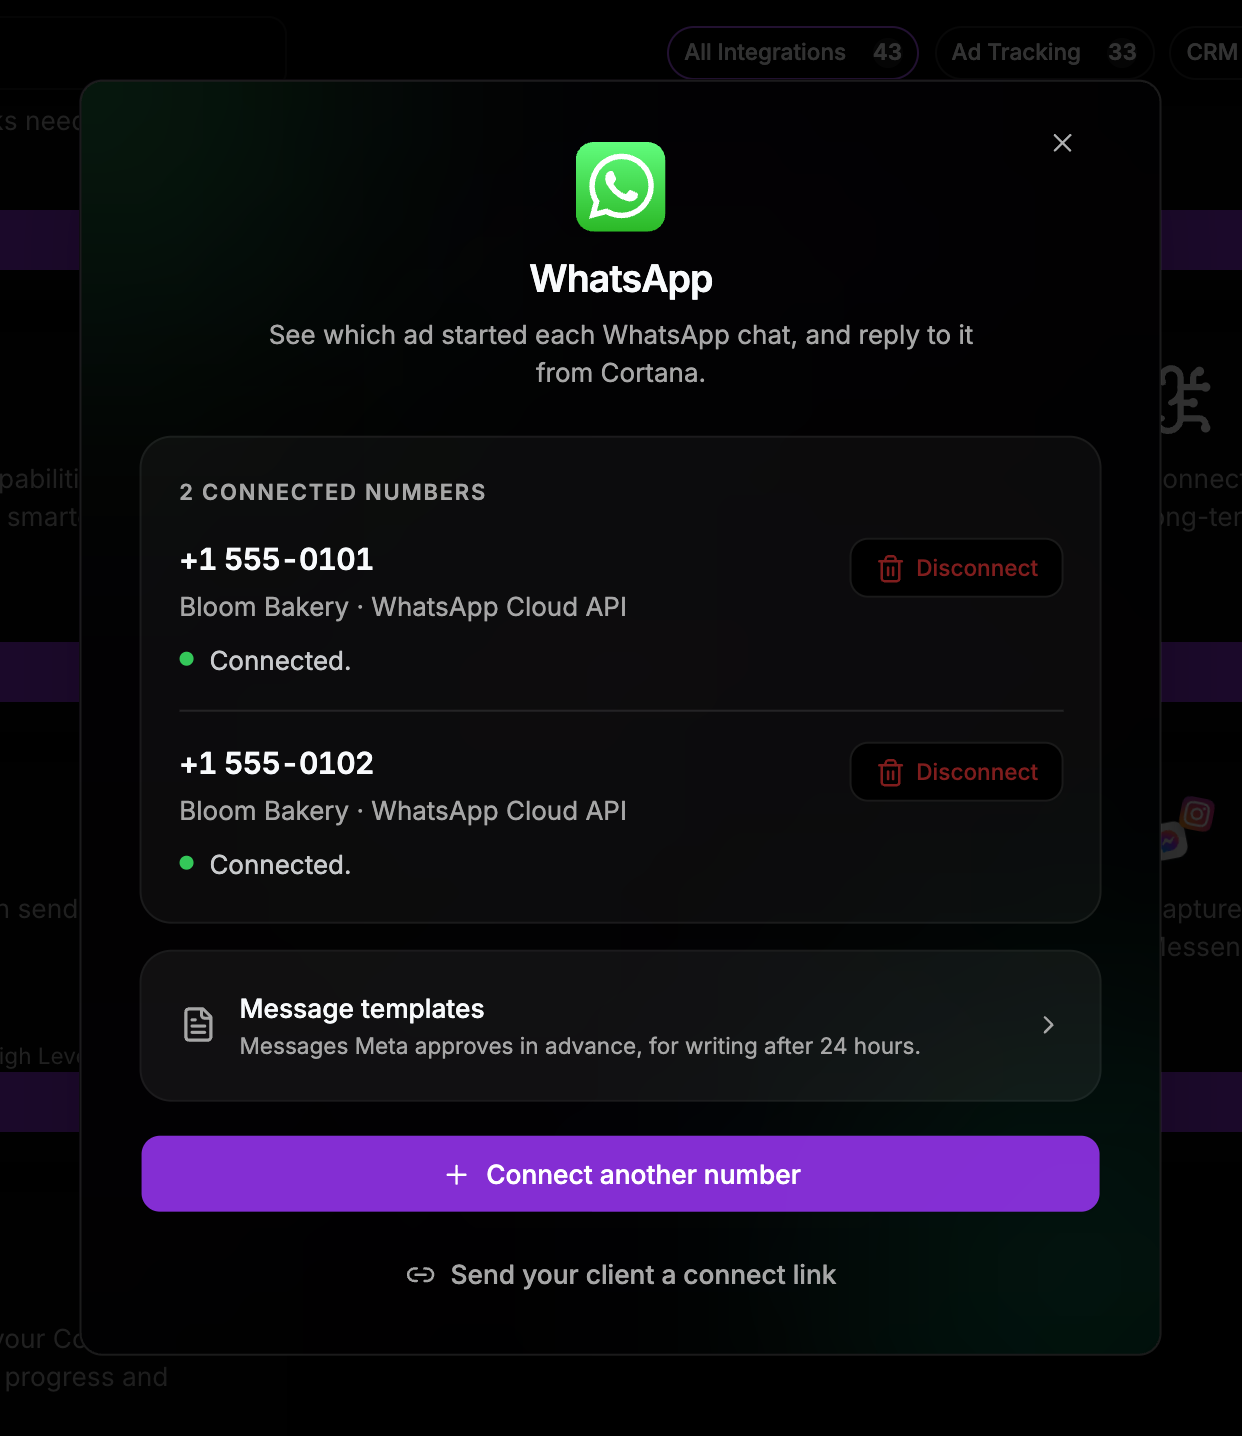 All Integrations 43
Ad Tracking 33
CRM
WhatsApp
See which ad started each WhatsApp chat, and reply to it
from Cortana.
2 CONNECTED NUMBERS
+1 555-0101
Disconnect
Bloom Bakery · WhatsApp Cloud API
Connected.
+1 555-0102
Disconnect
Bloom Bakery · WhatsApp Cloud API
Connected.
Message templates
Messages Meta approves in advance, for writing after 24 hours.
Connect another number
Send your client a connect link
your
progress and